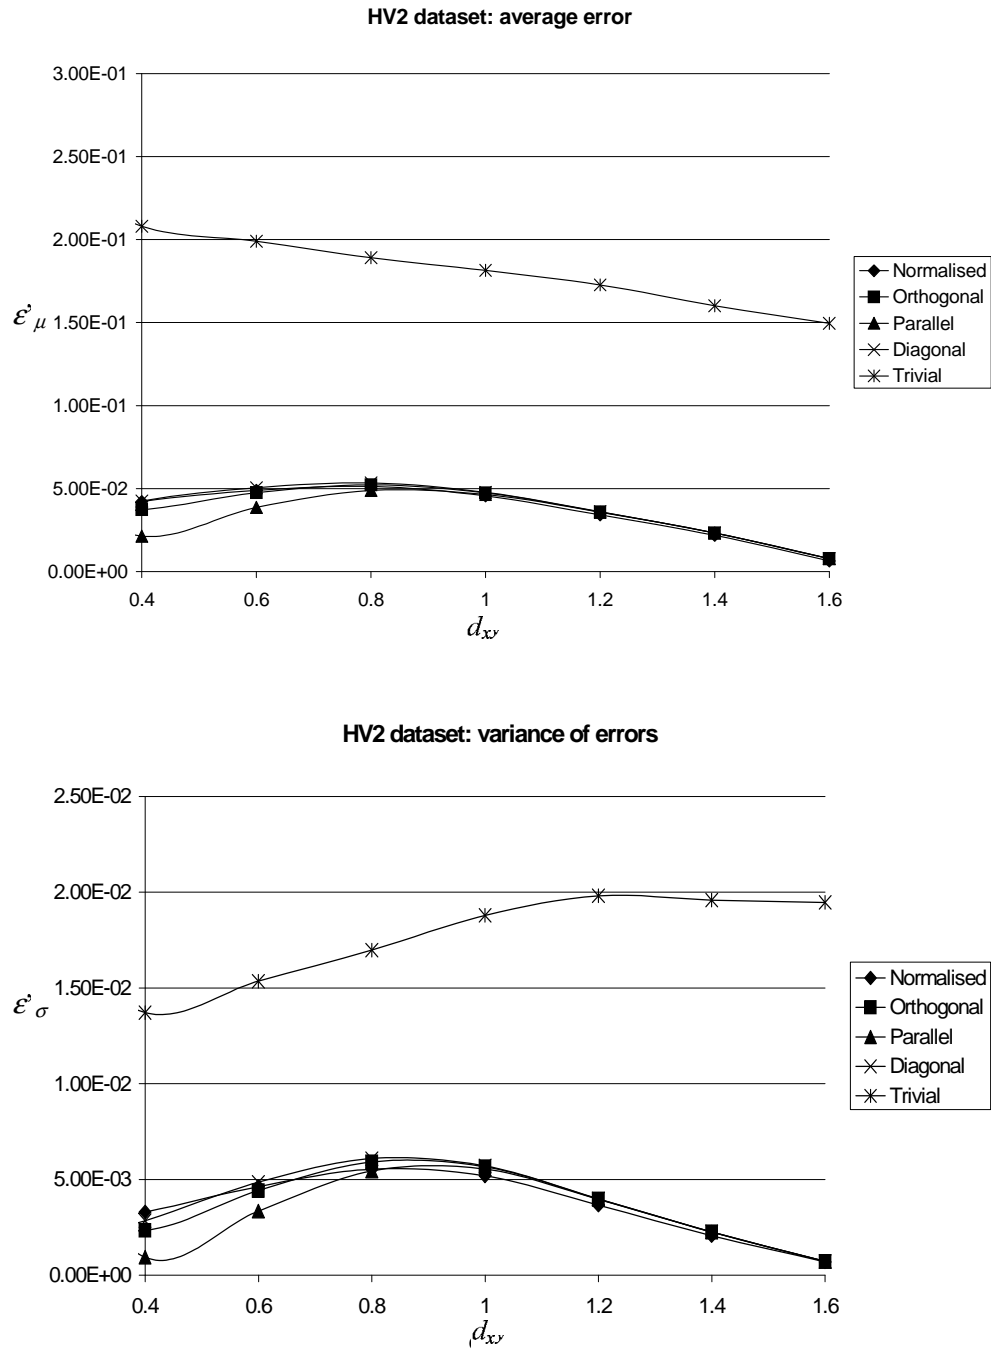 HV2 dataset: average error
3.00E-01
2.50E-01
2.00E-01
1.50E-01
1.00E-01
5.00E-02
0.00E+00
ε'μ
0.4 0.6 0.8 1 1.2 1.4 1.6
dxy
Normalised
Orthogonal
Parallel
Diagonal
Trivial
HV2 dataset: variance of errors
2.50E-02
2.00E-02
1.50E-02
1.00E-02
5.00E-03
0.00E+00
ε'σ
0.4 0.6 0.8 1 1.2 1.4 1.6
dxy
Normalised
Orthogonal
Parallel
Diagonal
Trivial